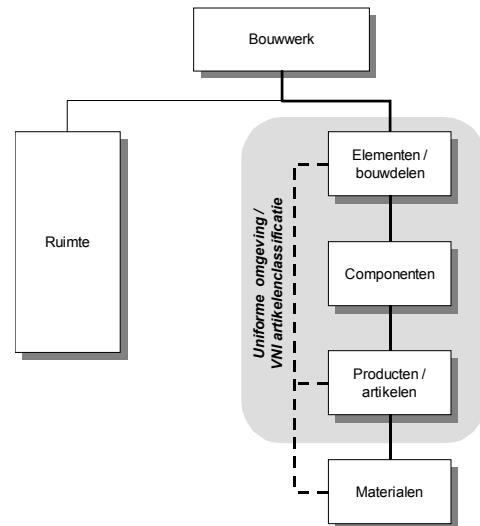 Bouwwerk
Ruimte
Elementen /
bouwdelen
Uniforme omgeving /
VNI artikelenclassificatie
Componenten
Producten /
artikelen
Materialen